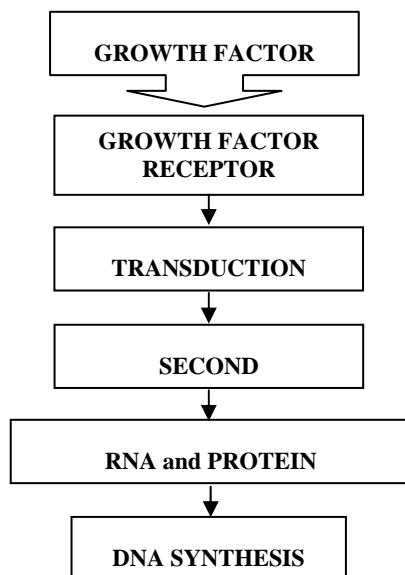 GROWTH FACTOR
GROWTH FACTOR
RECEPTOR
TRANSDUCTION
SECOND
RNA and PROTEIN
DNA SYNTHESIS